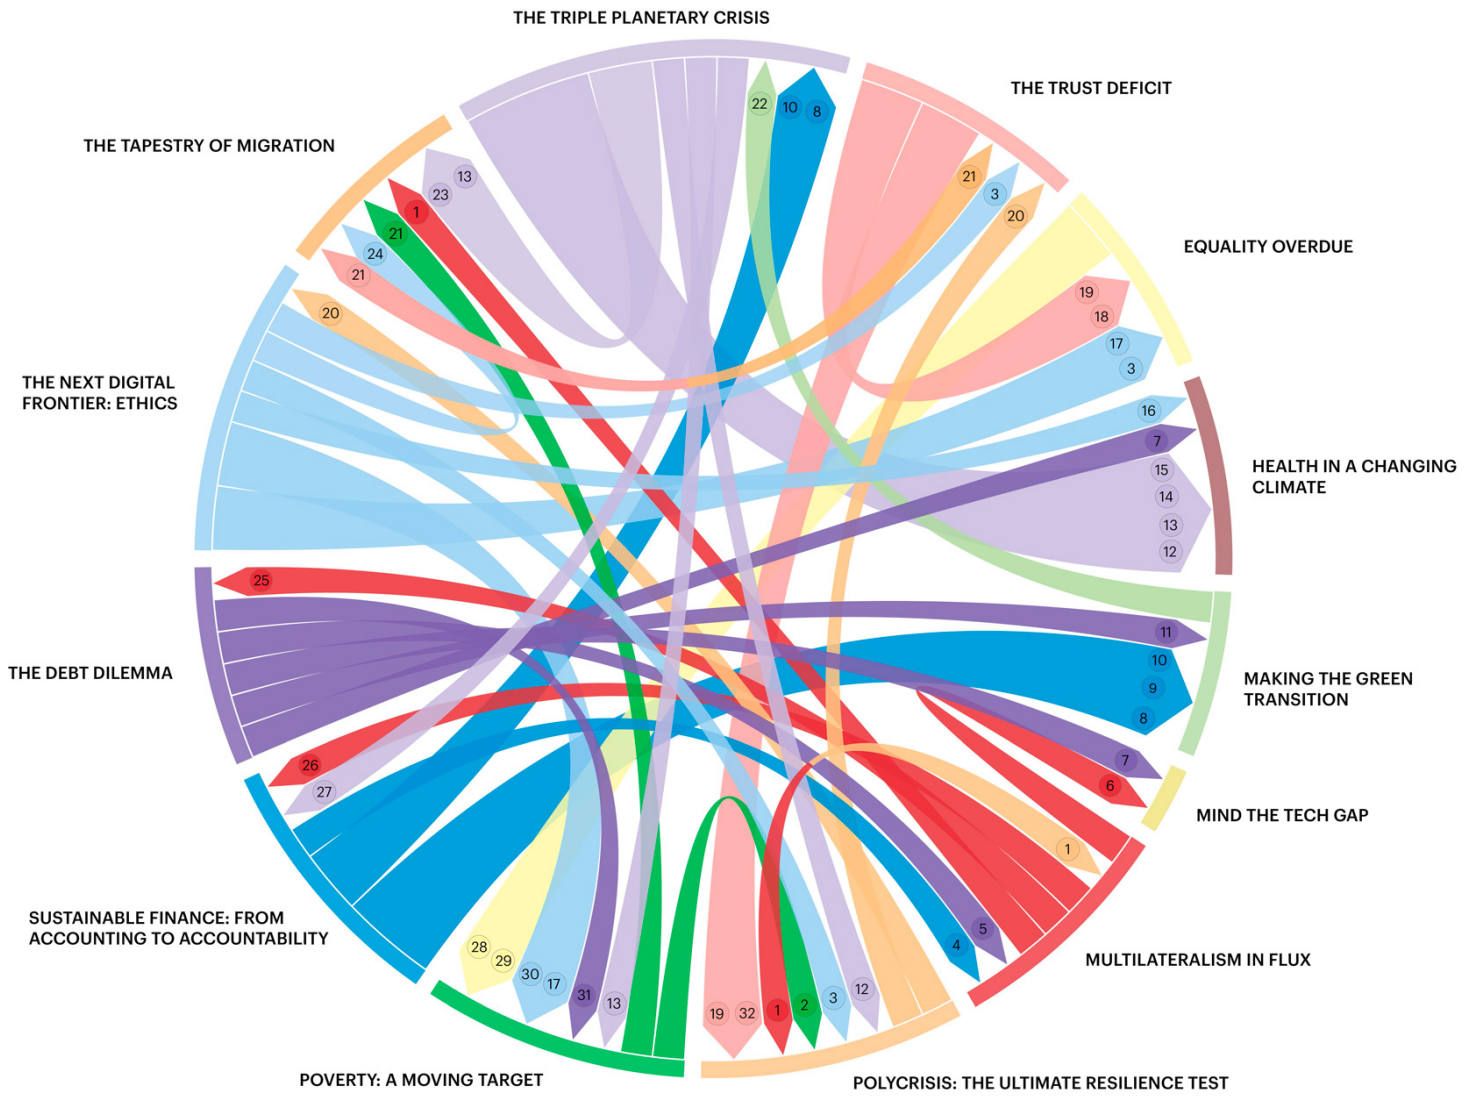 THE TRIPLE PLANETARY CRISIS
THE TRUST DEFICIT
THE TAPESTRY OF MIGRATION
22 10 8
21 3 20
13
23
1
21
24
21
20
EQUALITY OVERDUE
19
18
17
3
THE NEXT DIGITAL
FRONTIER: ETHICS
16
7
15
14
13
12
HEALTH IN A CHANGING
CLIMATE
25
11
10
9
8
THE DEBT DILEMMA
MAKING THE GREEN
TRANSITION
26
27
7
6
MIND THE TECH GAP
1
SUSTAINABLE FINANCE: FROM
ACCOUNTING TO ACCOUNTABILITY
28
29
30 17
31 13
19 32 1 2 3 12
4 5
MULTILATERALISM IN FLUX
POVERTY: A MOVING TARGET
POLYCRISIS: THE ULTIMATE RESILIENCE TEST